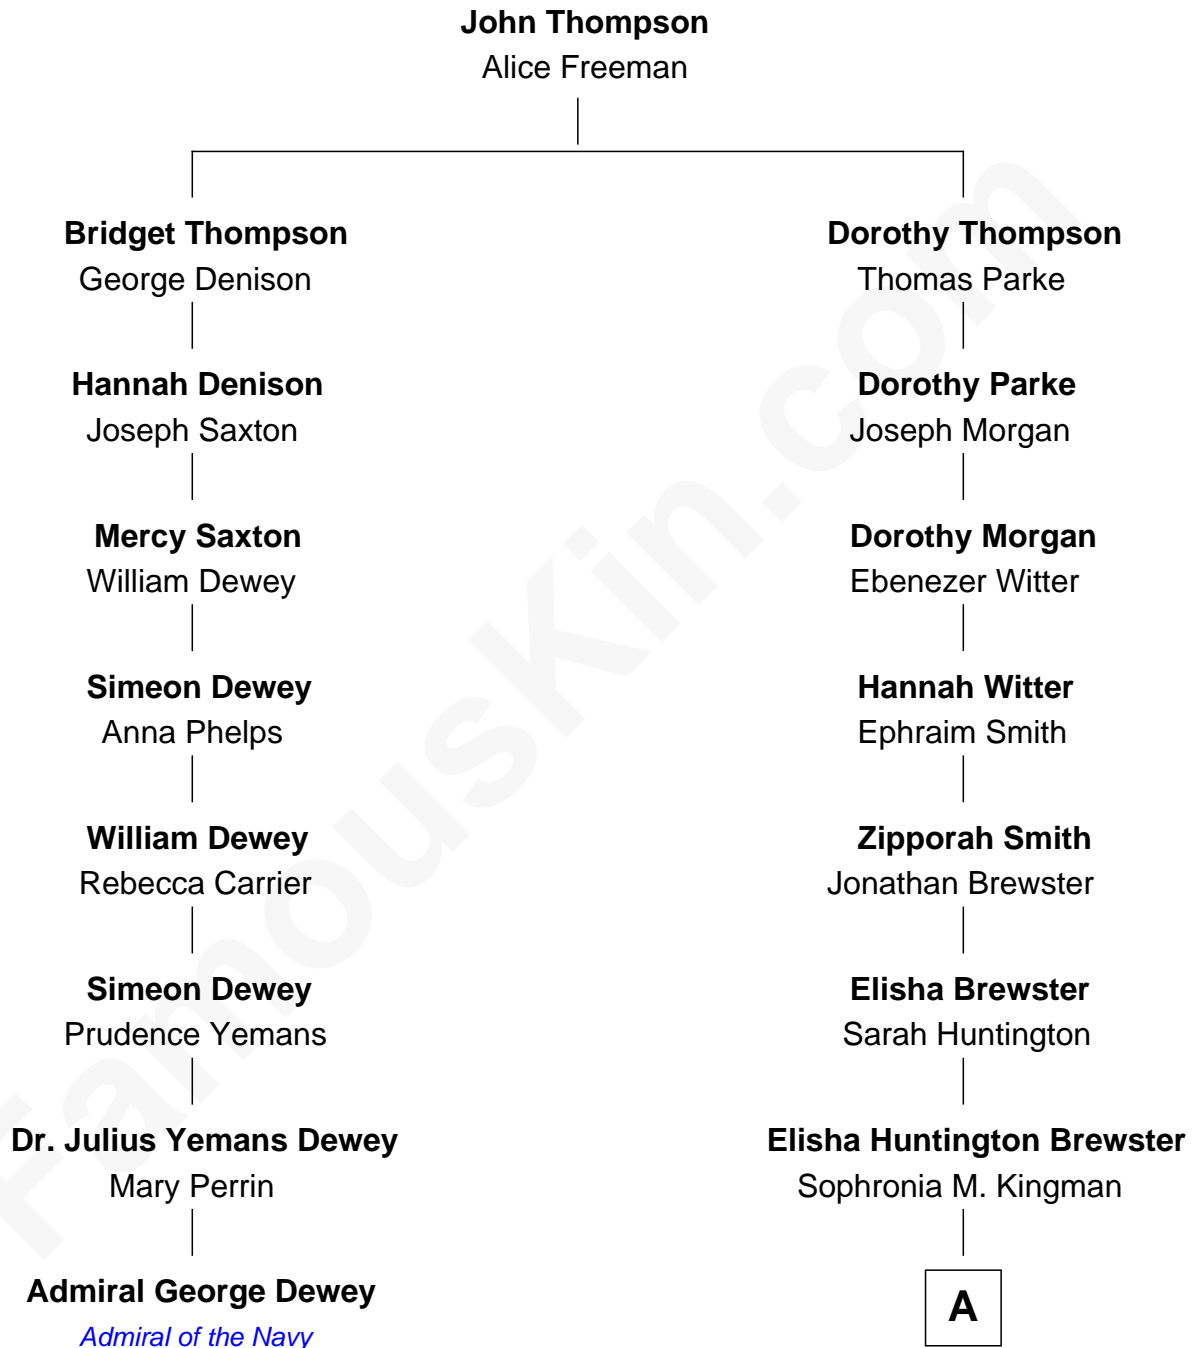 John Thompson
Alice Freeman
Bridget Thompson
George Denison
Dorothy Thompson
Thomas Parke
Hannah Denison
Joseph Saxton
Dorothy Parke
Joseph Morgan
Mercy Saxton
William Dewey
Dorothy Morgan
Ebenezer Witter
Simeon Dewey
Anna Phelps
Hannah Witter
Ephraim Smith
William Dewey
Rebecca Carrier
Zipporah Smith
Jonathan Brewster
Simeon Dewey
Prudence Yemans
Elisha Brewster
Sarah Huntington
Dr. Julius Yemans Dewey
Mary Perrin
Elisha Huntington Brewster
Sophronia M. Kingman
Admiral George Dewey
Admiral of the Navy
A
FamousKin.com